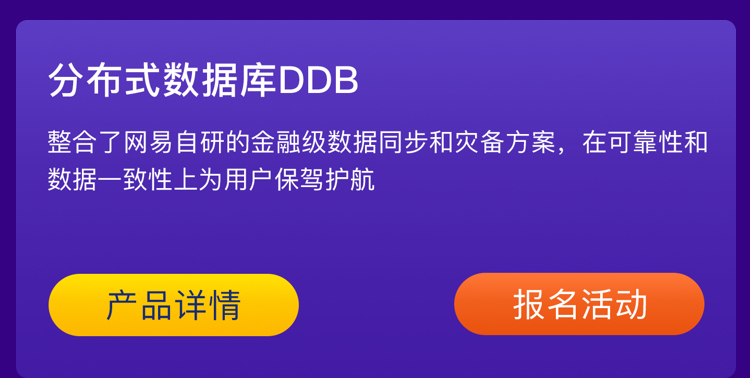 分布式数据库DDB
整合了网易自研的金融级数据同步和灾备方案，在可靠性和
数据一致性上为用户保驾护航
产品详情
报名活动